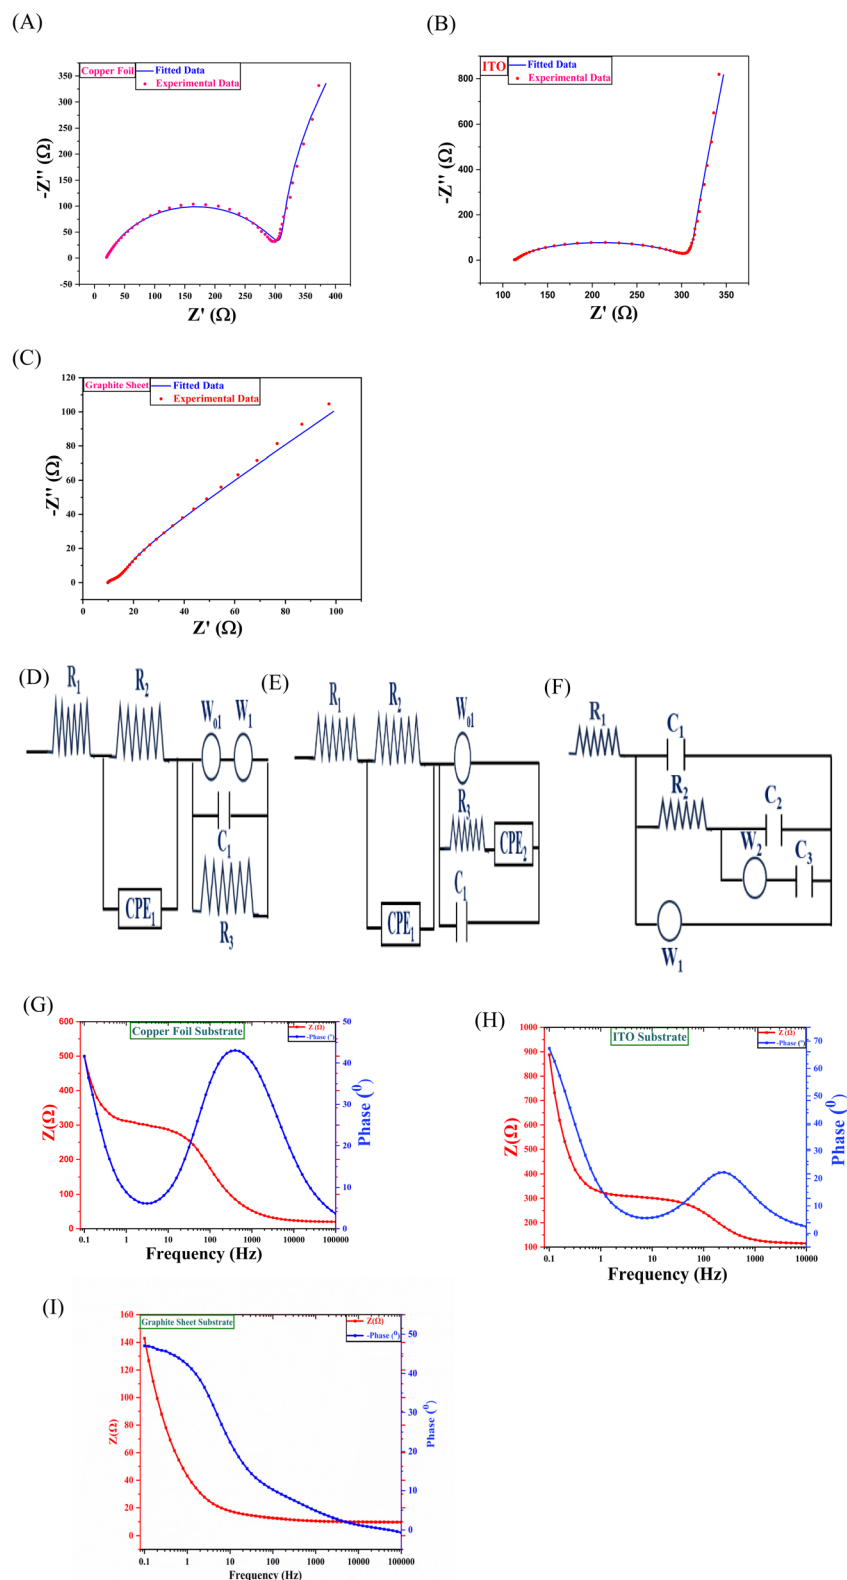 (A)
Copper Foil
Fitted Data
Experimental Data
350
300
250
200
150
100
50
0
-50
-Z'' (Ω)
0 50 100 150 200 250 300 350 400
Z' (Ω)
(B)
ITO
Fitted Data
Experimental Data
800
600
400
200
0
-Z'' (Ω)
100 150 200 250 300 350
Z' (Ω)
(C)
Graphite Sheet
Fitted Data
Experimental Data
120
100
80
60
40
20
0
-Z'' (Ω)
0 20 40 60 80 100
Z' (Ω)
(D)
R1
R2
Wo1
W1
C1
CPE1
R3
(E)
R1
R2
Wo1
R3
CPE2
C1
CPE1
(F)
R1
C1
R2
C2
W2
C3
W1
(G)
Copper Foil Substrate
Z (Ω)
-Phase (°)
600
500
400
300
200
100
0
Z(Ω)
50
40
30
20
10
0
Phase (0)
0.1 1 10 100 1000 10000 100000
Frequency (Hz)
(H)
ITO Substrate
Z (Ω)
-Phase (°)
1000
900
800
700
600
500
400
300
200
100
Z(Ω)
70
60
50
40
30
20
10
0
Phase (0)
0.1 1 10 100 1000 10000
Frequency (Hz)
(I)
Graphite Sheet Substrate
Z(Ω)
-Phase (0)
160
140
120
100
80
60
40
20
0
Z(Ω)
50
40
30
20
10
0
Phase (0)
0.1 1 10 100 1000 10000 100000
Frequency (Hz)